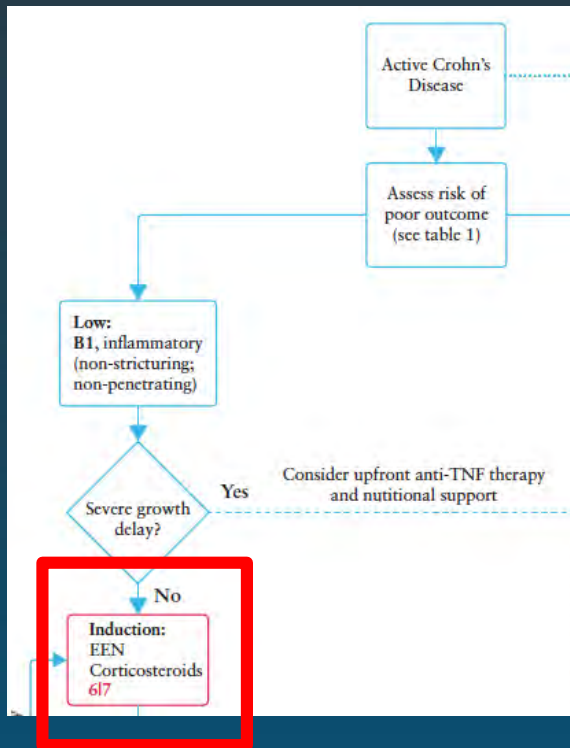 Active Crohn's
Disease
Assess risk of
poor outcome
(see table 1)
Low:
B1, inflammatory
(non-stricturing;
non-penetrating)
Severe growth
delay?
Yes
Consider upfront anti-TNF therapy
and nutitional support
No
Induction:
EEN
Corticosteroids
6|7